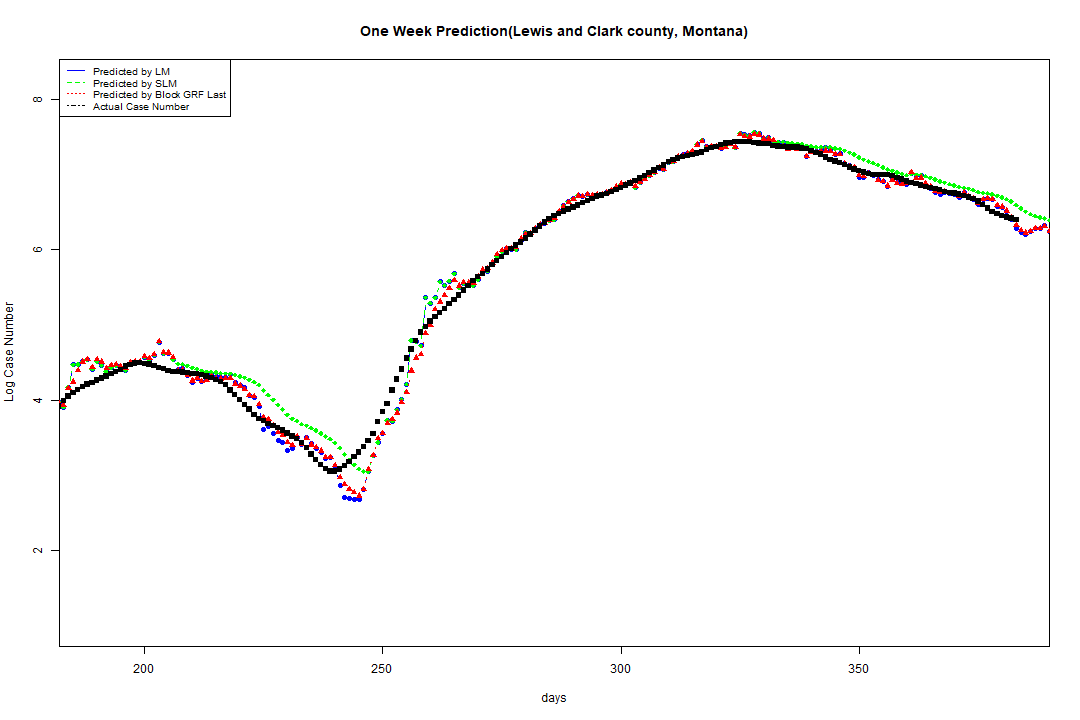 One Week Prediction(Lewis and Clark county, Montana)
Predicted by LM
Predicted by SLM
Predicted by Block GRF Last
Actual Case Number
8
6
4
2
Log Case Number
200 250 300 350
days